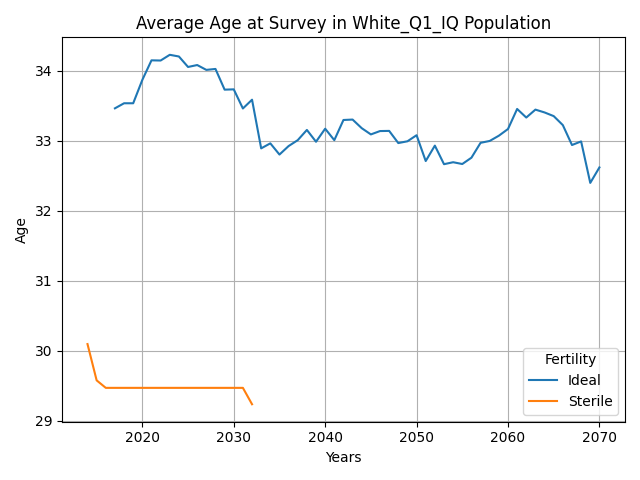 Average Age at Survey in White_Q1_IQ Population
Age
34
33
32
31
30
29
Fertility
Ideal
Sterile
2020
2030
2040
2050
2060
2070
Years